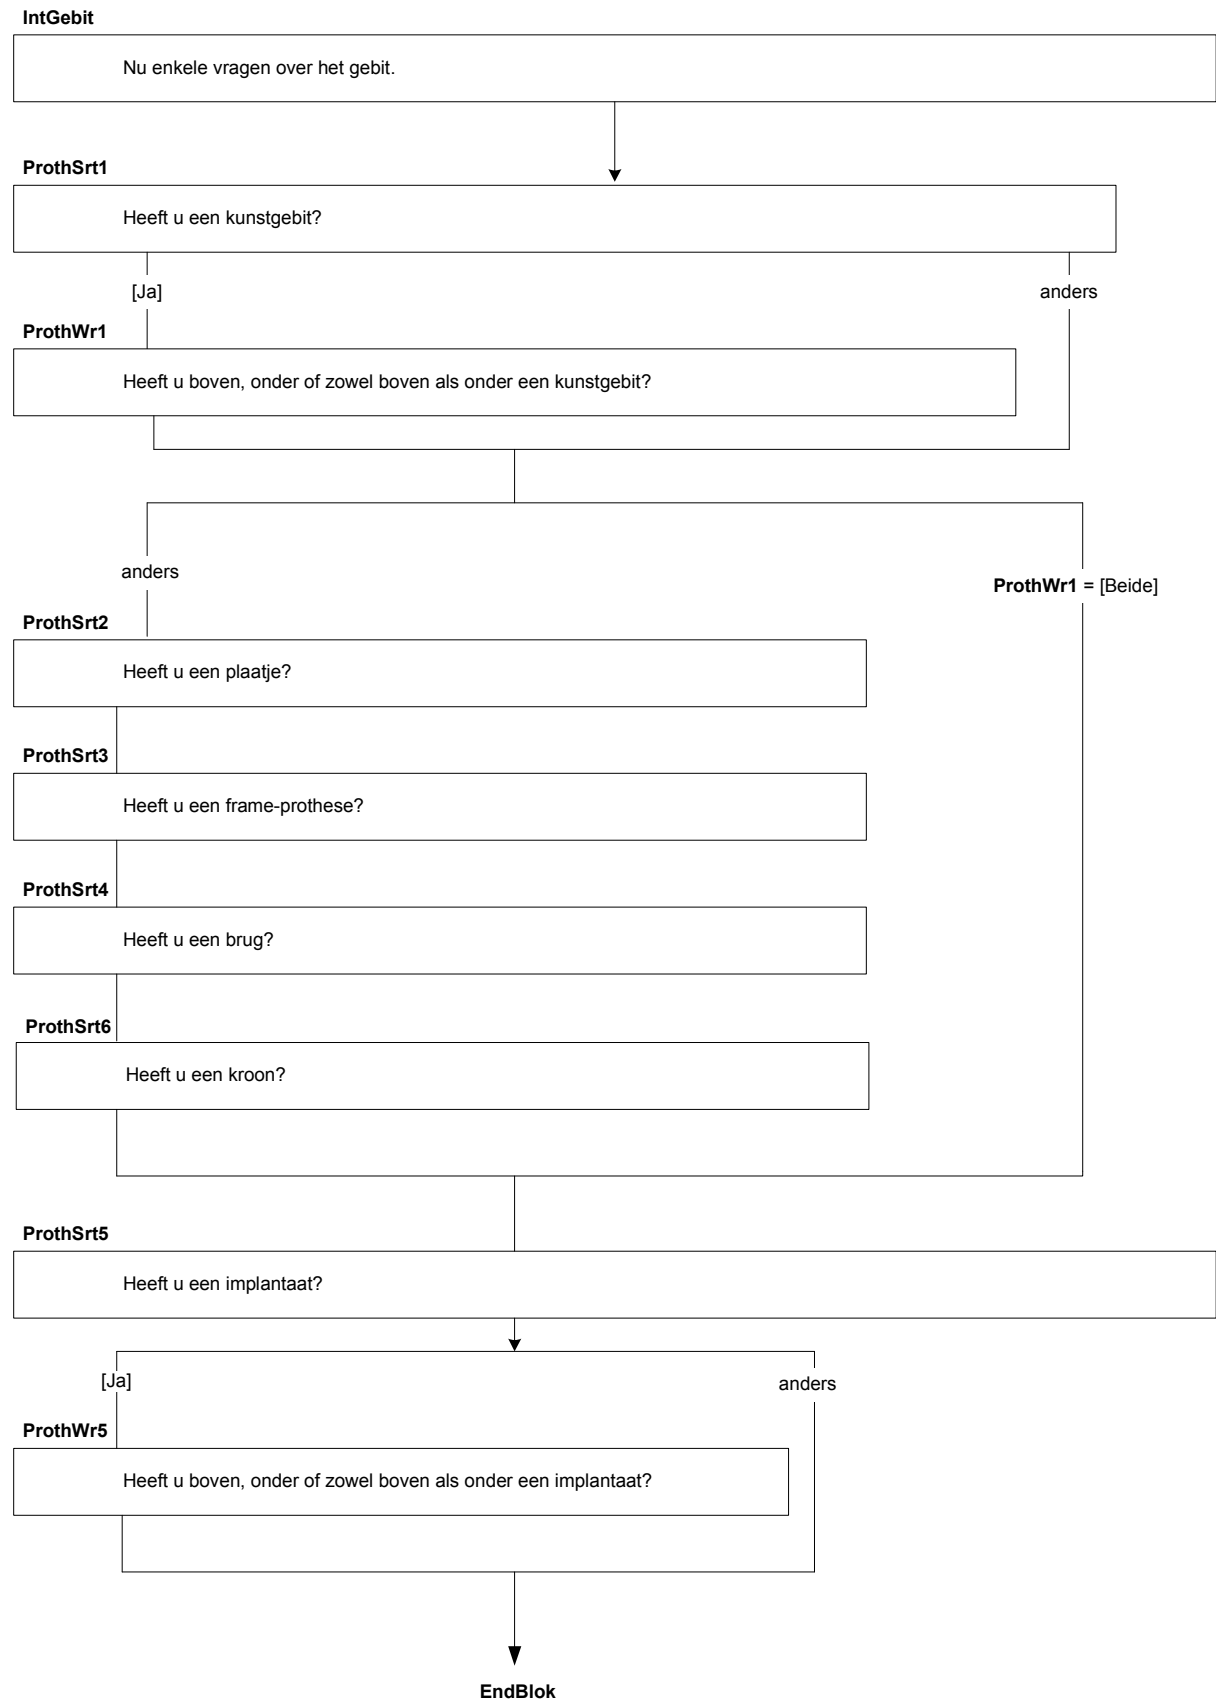 IntGebit
Nu enkele vragen over het gebit.
ProthSrt1
Heeft u een kunstgebit?
[Ja]
anders
ProthWr1
Heeft u boven, onder of zowel boven als onder een kunstgebit?
anders
ProthWr1 = [Beide]
ProthSrt2
Heeft u een plaatje?
ProthSrt3
Heeft u een frame-prothese?
ProthSrt4
Heeft u een brug?
ProthSrt6
Heeft u een kroon?
ProthSrt5
Heeft u een implantaat?
[Ja]
anders
ProthWr5
Heeft u boven, onder of zowel boven als onder een implantaat?
EndBlok